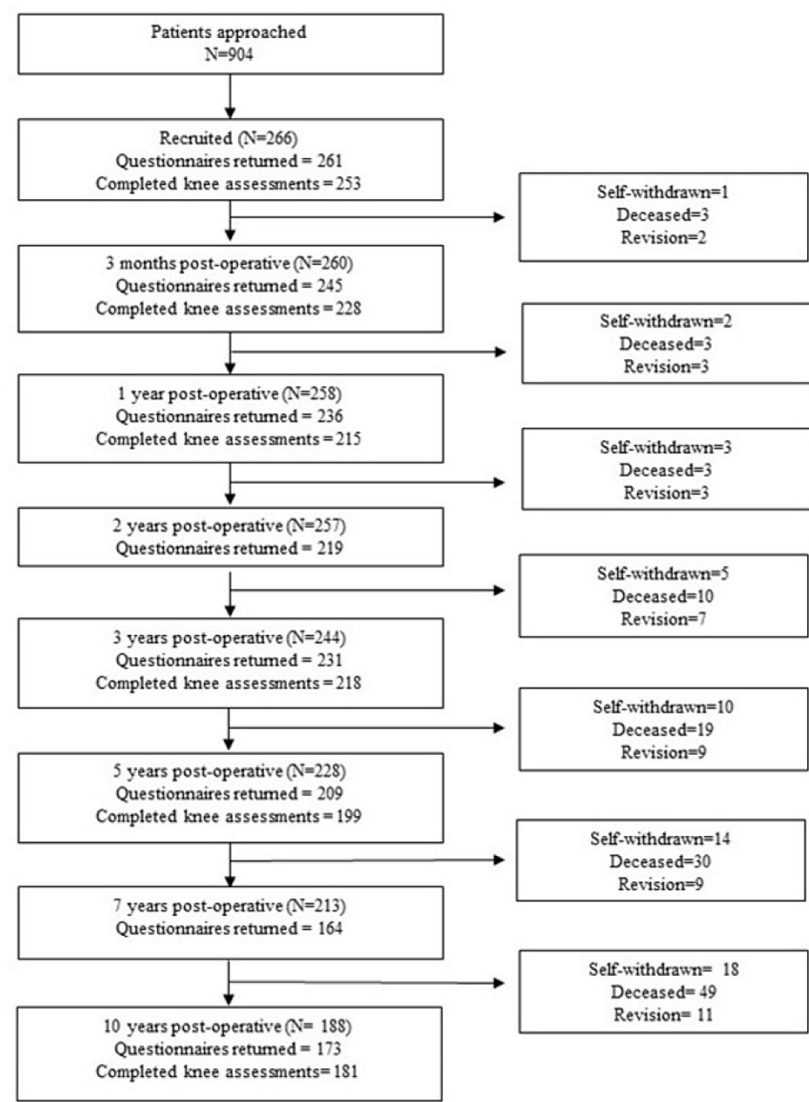 Patients approached
N=904
Recruited (N=266)
Questionnaires returned = 261
Completed knee assessments = 253
Self-withdrawn=1
Deceased=3
Revision=2
3 months post-operative (N=260)
Questionnaires returned = 245
Completed knee assessments = 228
Self-withdrawn=2
Deceased=3
Revision=3
1 year post-operative (N=258)
Questionnaires returned = 236
Completed knee assessments = 215
Self-withdrawn=3
Deceased=3
Revision=3
2 years post-operative (N=257)
Questionnaires returned = 219
Self-withdrawn=5
Deceased=10
Revision=7
3 years post-operative (N=244)
Questionnaires returned = 231
Completed knee assessments = 218
Self-withdrawn=10
Deceased=19
Revision=9
5 years post-operative (N=228)
Questionnaires returned = 209
Completed knee assessments = 199
Self-withdrawn=14
Deceased=30
Revision=9
7 years post-operative (N=213)
Questionnaires returned = 164
Self-withdrawn= 18
Deceased= 49
Revision= 11
10 years post-operative (N= 188)
Questionnaires returned = 173
Completed knee assessments= 181